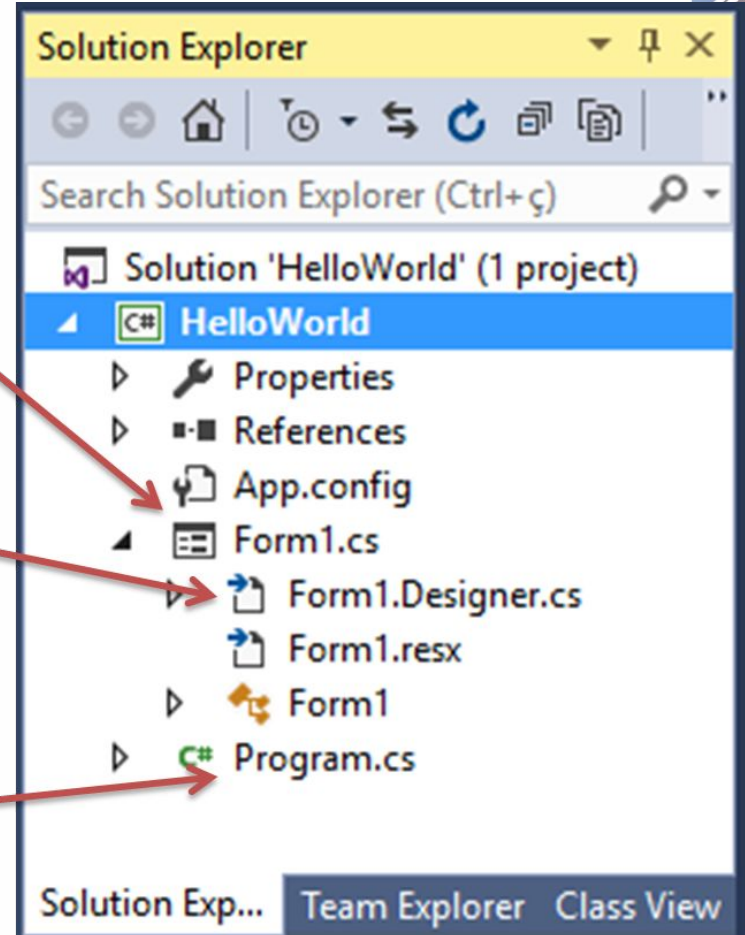 Solution Explorer
Search Solution Explorer (Ctrl+ç)
Solution 'HelloWorld' (1 project)
C# HelloWorld
Properties
References
App.config
Form1.cs
Form1.Designer.cs
Form1.resx
Form1
C# Program.cs
Solution Exp... Team Explorer Class View